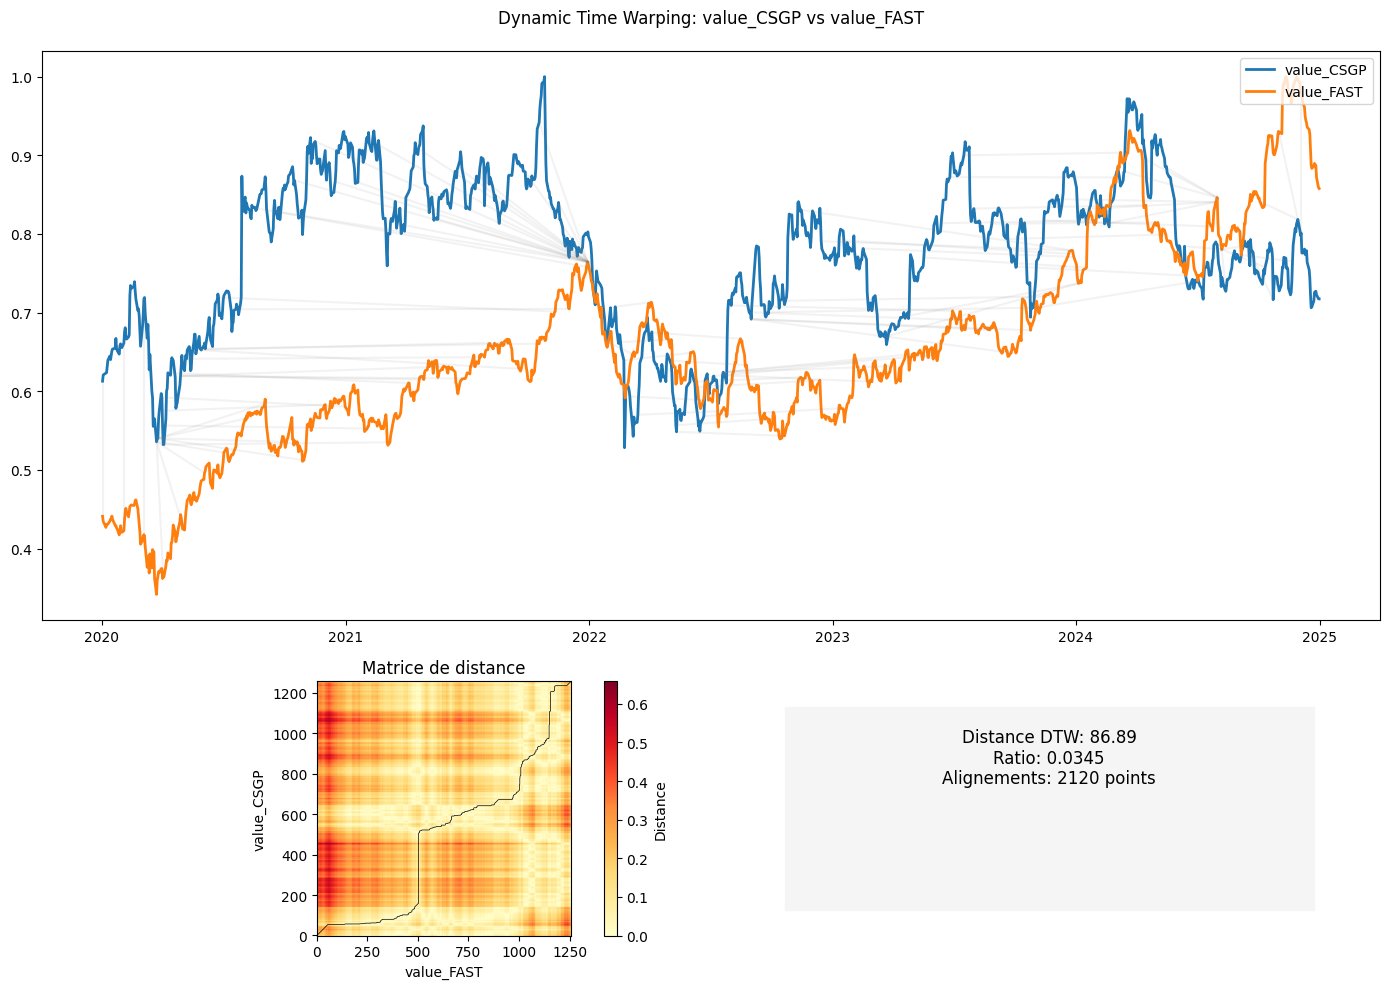 Dynamic Time Warping: value_CSGP vs value_FAST
1.0
0.9
0.8
0.7
0.6
0.5
0.4
value_CSGP
value_FAST
2020 2021 2022 2023 2024 2025
Matrice de distance
1200
1000
800
600
400
200
0
value_CSGP
0 250 500 750 1000 1250
value_FAST
0.6
0.5
0.4
0.3
0.2
0.1
0.0
Distance
Distance DTW: 86.89
Ratio: 0.0345
Alignements: 2120 points